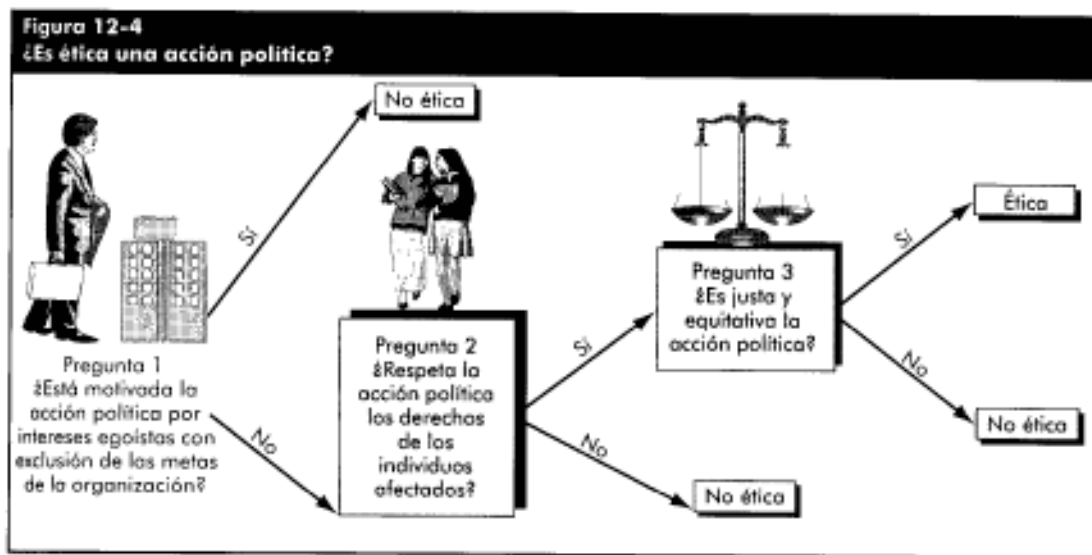 Figura 12-4
¿Es ética una acción política?
No ética
Sí
Pregunta 1
¿Está motivada la
acción política por
intereses egoístas con
exclusión de las metas
de la organización?
No
Pregunta 2
¿Respeta la
acción política
los derechos
de los
individuos
afectados?
Sí
No
No ética
Pregunta 3
¿Es justa y
equitativa la
acción política?
Sí
Ética
No
No ética